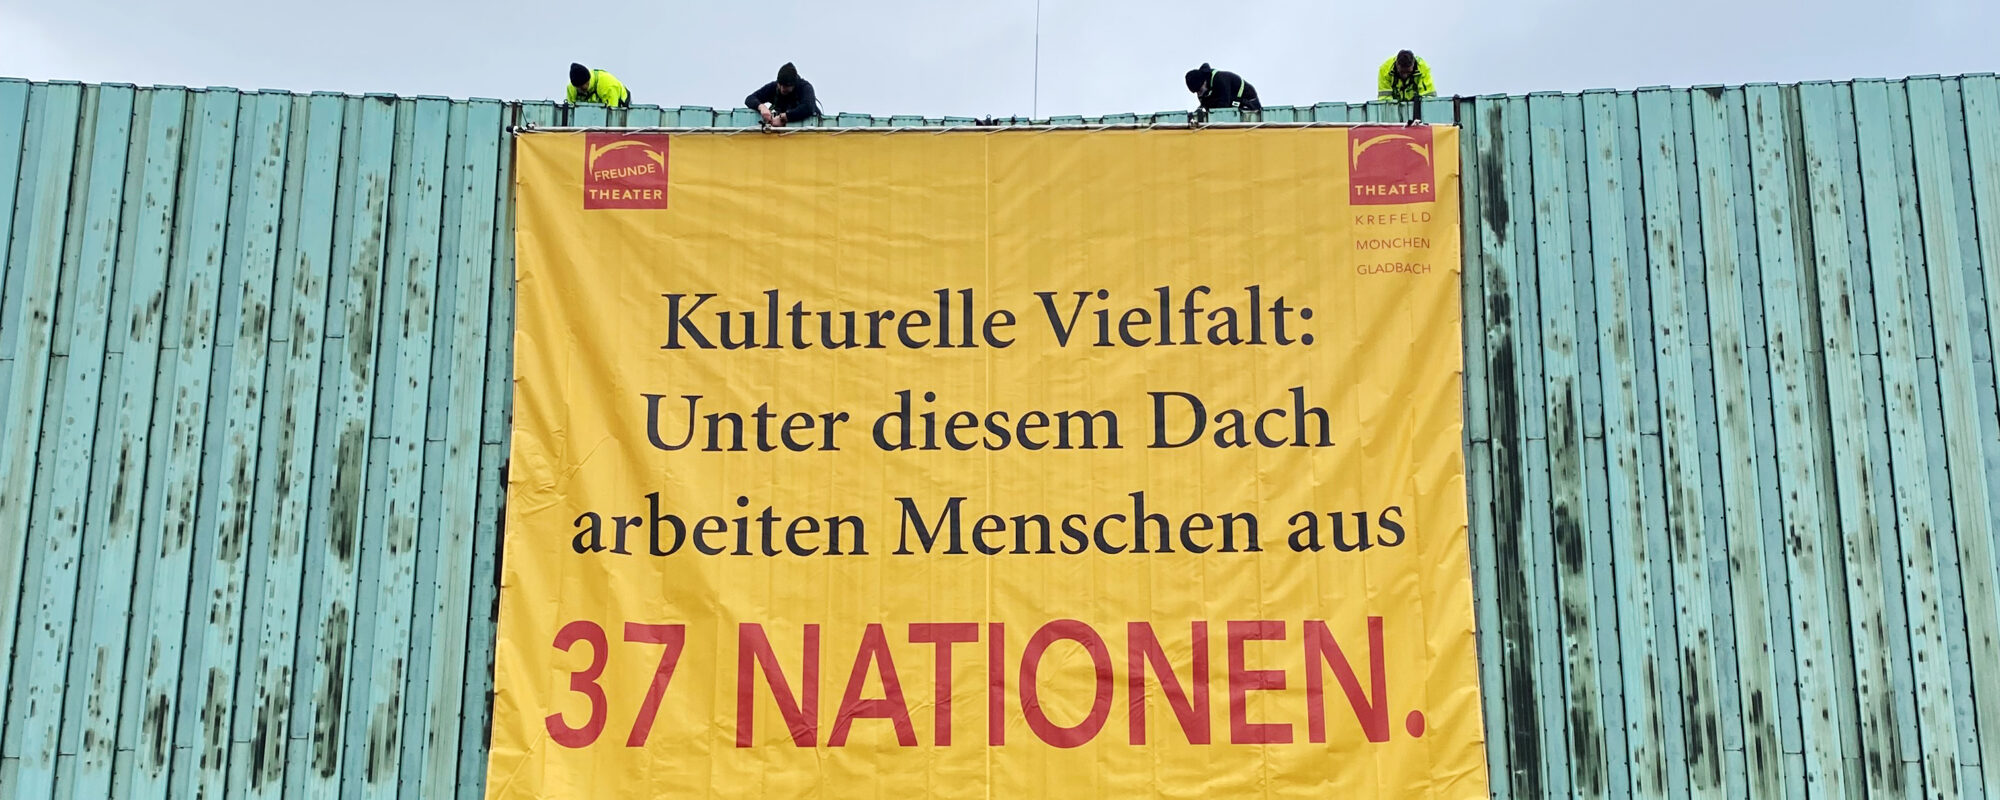 FREUNDE
THEATER
THEATER
KREFELD
MÖNCHEN
GLADBACH
Kulturelle Vielfalt:
Unter diesem Dach
arbeiten Menschen aus
37 NATIONEN.